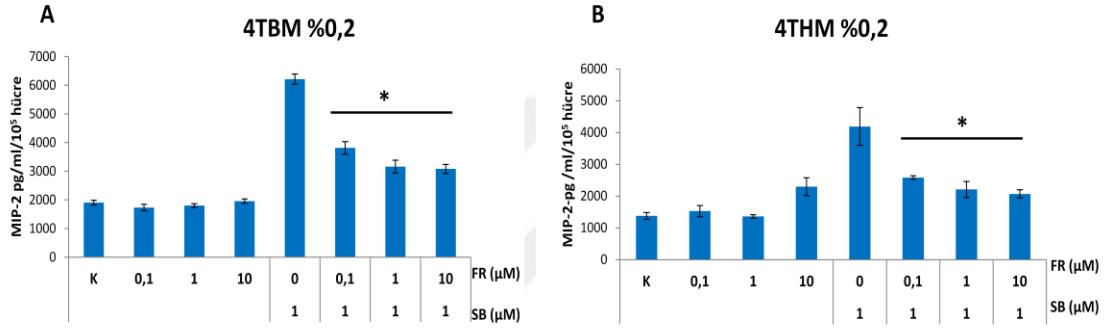 A
4TBM %0,2
MIP-2 pg/ml/10⁵ hücre
7000
6000
5000
4000
3000
2000
1000
0
*
K 0,1 1 10 0 0,1 1 10 FR (µM)
1 1 1 1 SB (µM)
B
4THM %0,2
MIP-2-pg /ml/10⁵ hücre
6000
5000
4000
3000
2000
1000
0
*
K 0,1 1 10 0 0,1 1 10 FR (µM)
1 1 1 1 SB (µM)